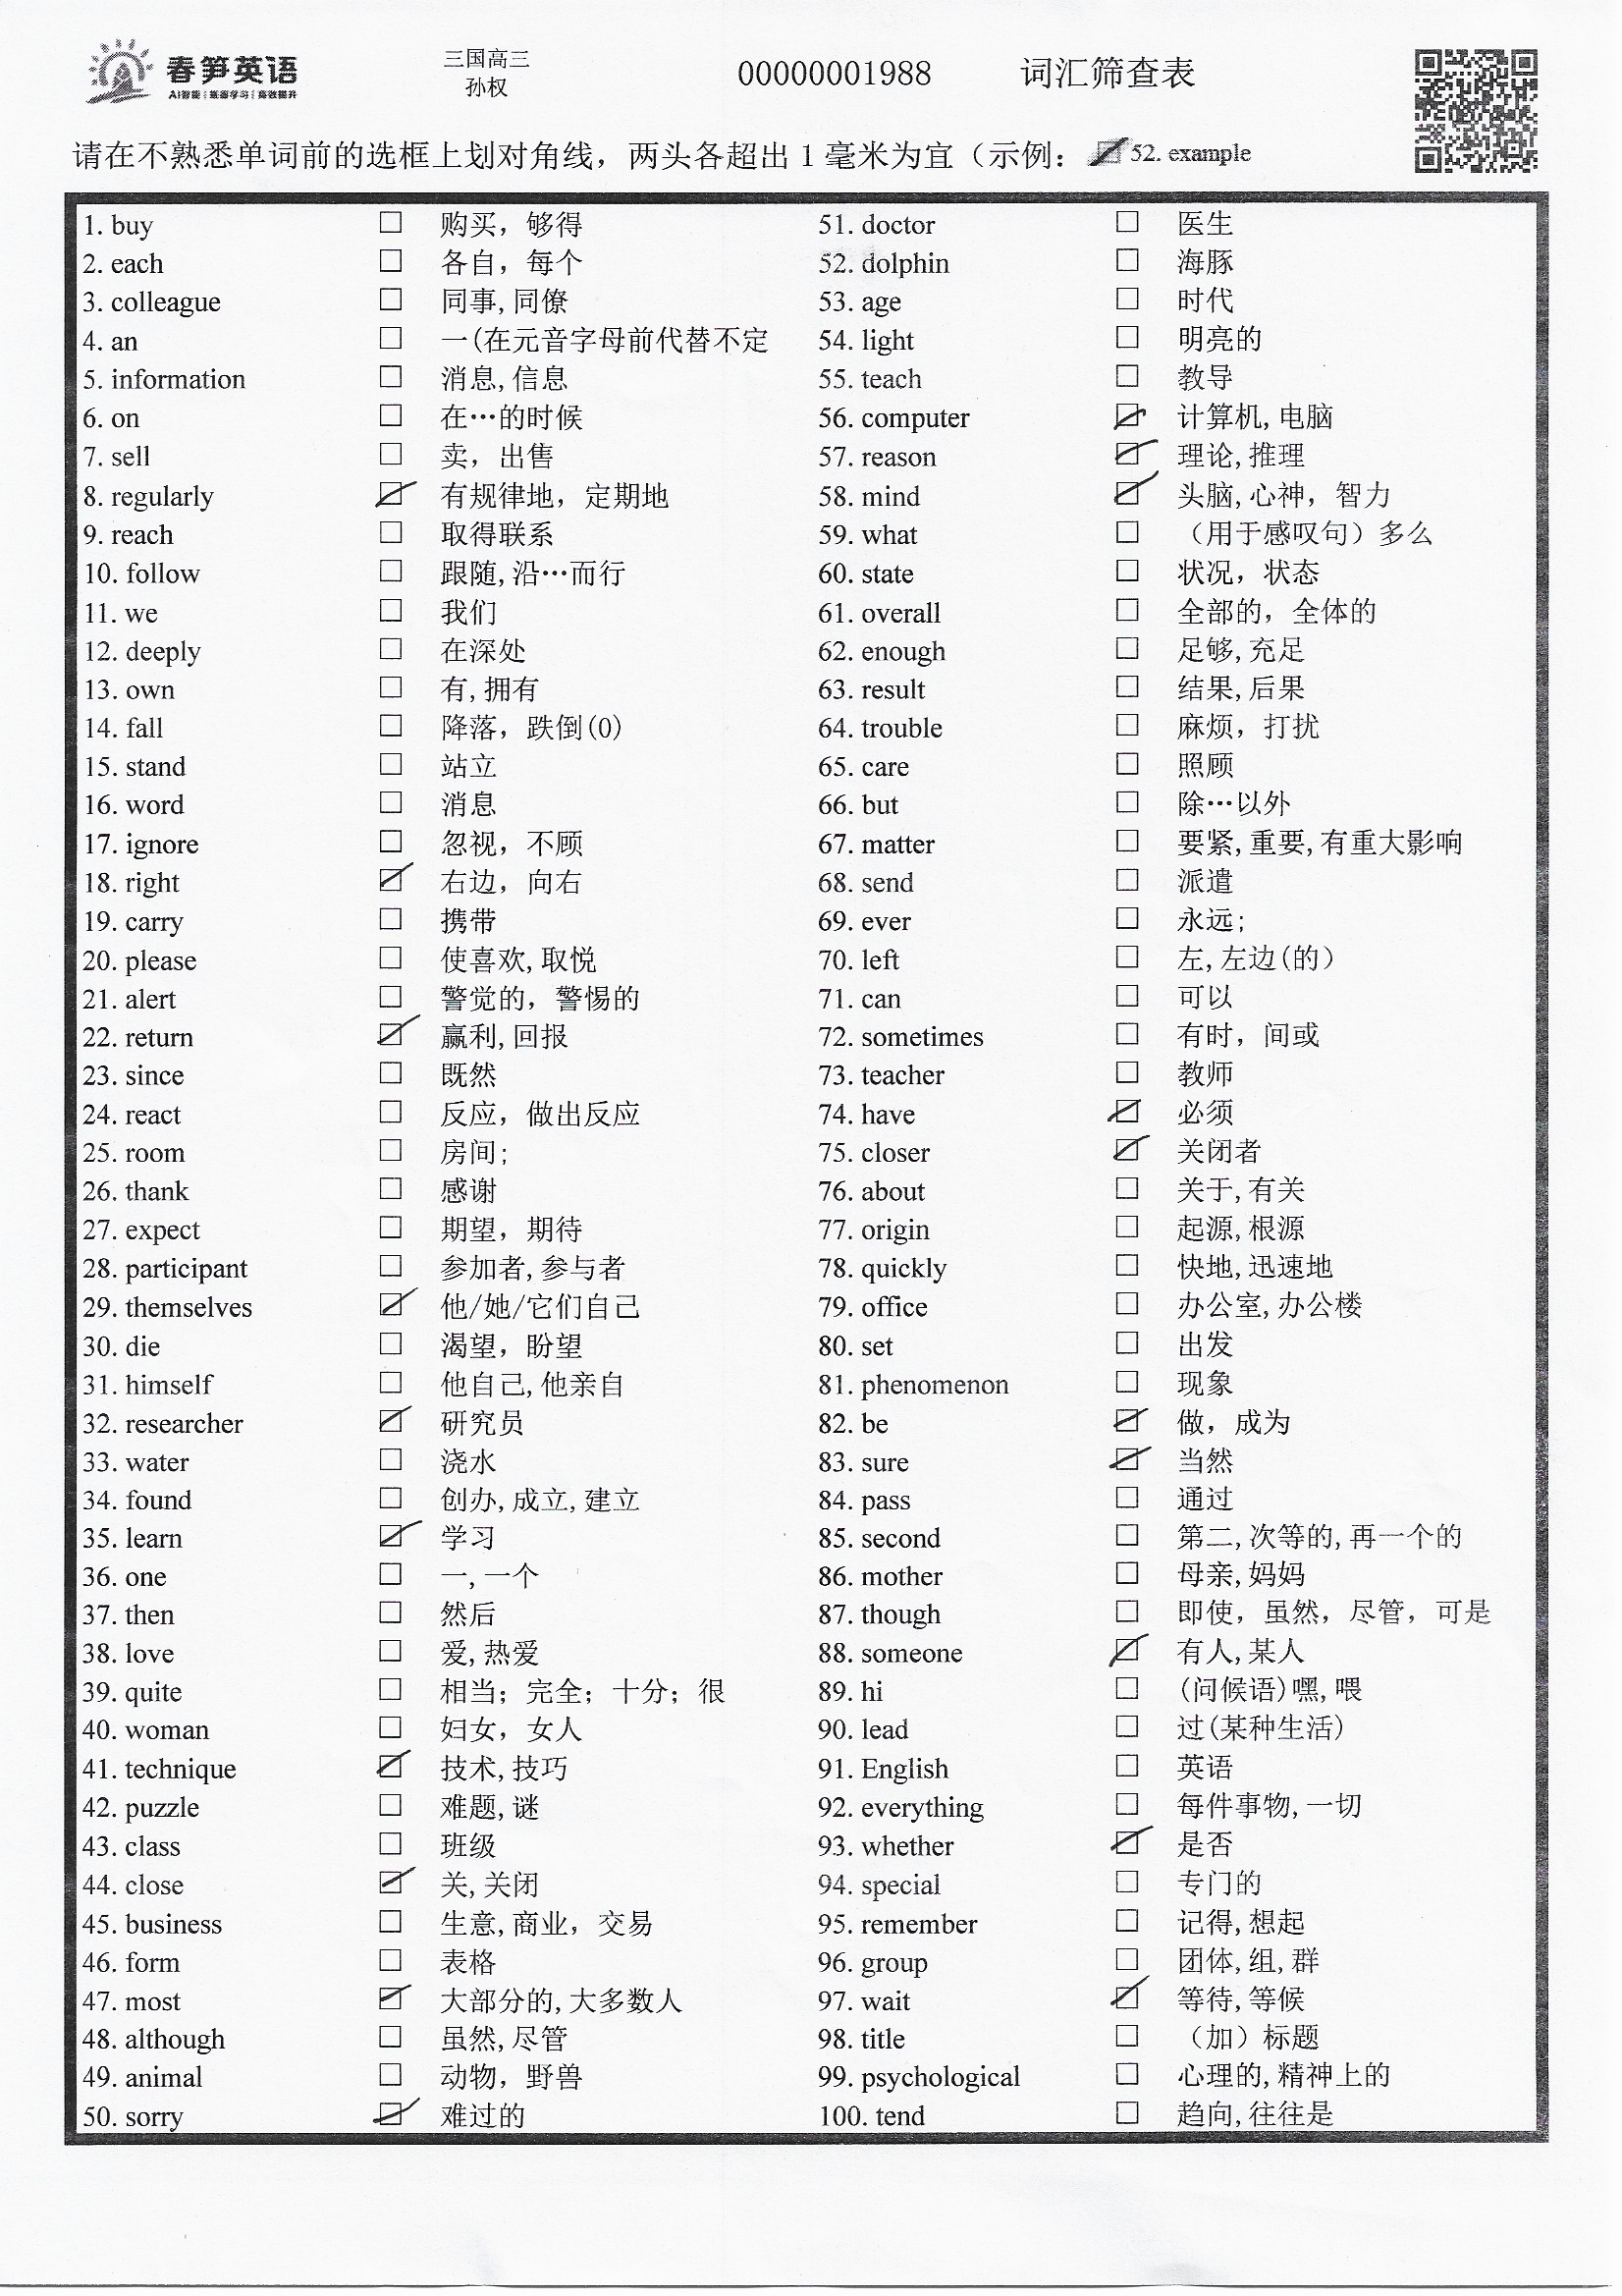 春笋英语
三国高三
孙权
00000001988
词汇筛查表
请在不熟悉单词前的选框上划对角线，两头各超出1毫米为宜（示例： 52. example
1. buy 购买，够得
2. each 各自，每个
3. colleague 同事,同僚
4. an 一(在元音字母前代替不定
5. information 消息,信息
6. on 在…的时候
7. sell 卖，出售
8. regularly 有规律地，定期地
9. reach 取得联系
10. follow 跟随,沿…而行
11. we 我们
12. deeply 在深处
13. own 有,拥有
14. fall 降落，跌倒(0)
15. stand 站立
16. word 消息
17. ignore 忽视，不顾
18. right 右边，向右
19. carry 携带
20. please 使喜欢,取悦
21. alert 警觉的，警惕的
22. return 赢利,回报
23. since 既然
24. react 反应，做出反应
25. room 房间;
26. thank 感谢
27. expect 期望，期待
28. participant 参加者,参与者
29. themselves 他/她/它们自己
30. die 渴望，盼望
31. himself 他自己,他亲自
32. researcher 研究员
33. water 浇水
34. found 创办,成立,建立
35. learn 学习
36. one 一,一个
37. then 然后
38. love 爱,热爱
39. quite 相当；完全；十分；很
40. woman 妇女，女人
41. technique 技术,技巧
42. puzzle 难题,谜
43. class 班级
44. close 关,关闭
45. business 生意,商业，交易
46. form 表格
47. most 大部分的,大多数人
48. although 虽然,尽管
49. animal 动物，野兽
50. sorry 难过的
51. doctor 医生
52. dolphin 海豚
53. age 时代
54. light 明亮的
55. teach 教导
56. computer 计算机,电脑
57. reason 理论,推理
58. mind 头脑,心神，智力
59. what （用于感叹句）多么
60. state 状况，状态
61. overall 全部的，全体的
62. enough 足够,充足
63. result 结果,后果
64. trouble 麻烦，打扰
65. care 照顾
66. but 除…以外
67. matter 要紧,重要,有重大影响
68. send 派遣
69. ever 永远;
70. left 左,左边(的）
71. can 可以
72. sometimes 有时，间或
73. teacher 教师
74. have 必须
75. closer 关闭者
76. about 关于,有关
77. origin 起源,根源
78. quickly 快地,迅速地
79. office 办公室,办公楼
80. set 出发
81. phenomenon 现象
82. be 做，成为
83. sure 当然
84. pass 通过
85. second 第二,次等的,再一个的
86. mother 母亲,妈妈
87. though 即使，虽然，尽管，可是
88. someone 有人,某人
89. hi (问候语)嘿,喂
90. lead 过(某种生活)
91. English 英语
92. everything 每件事物,一切
93. whether 是否
94. special 专门的
95. remember 记得,想起
96. group 团体,组,群
97. wait 等待,等候
98. title （加）标题
99. psychological 心理的,精神上的
100. tend 趋向,往往是